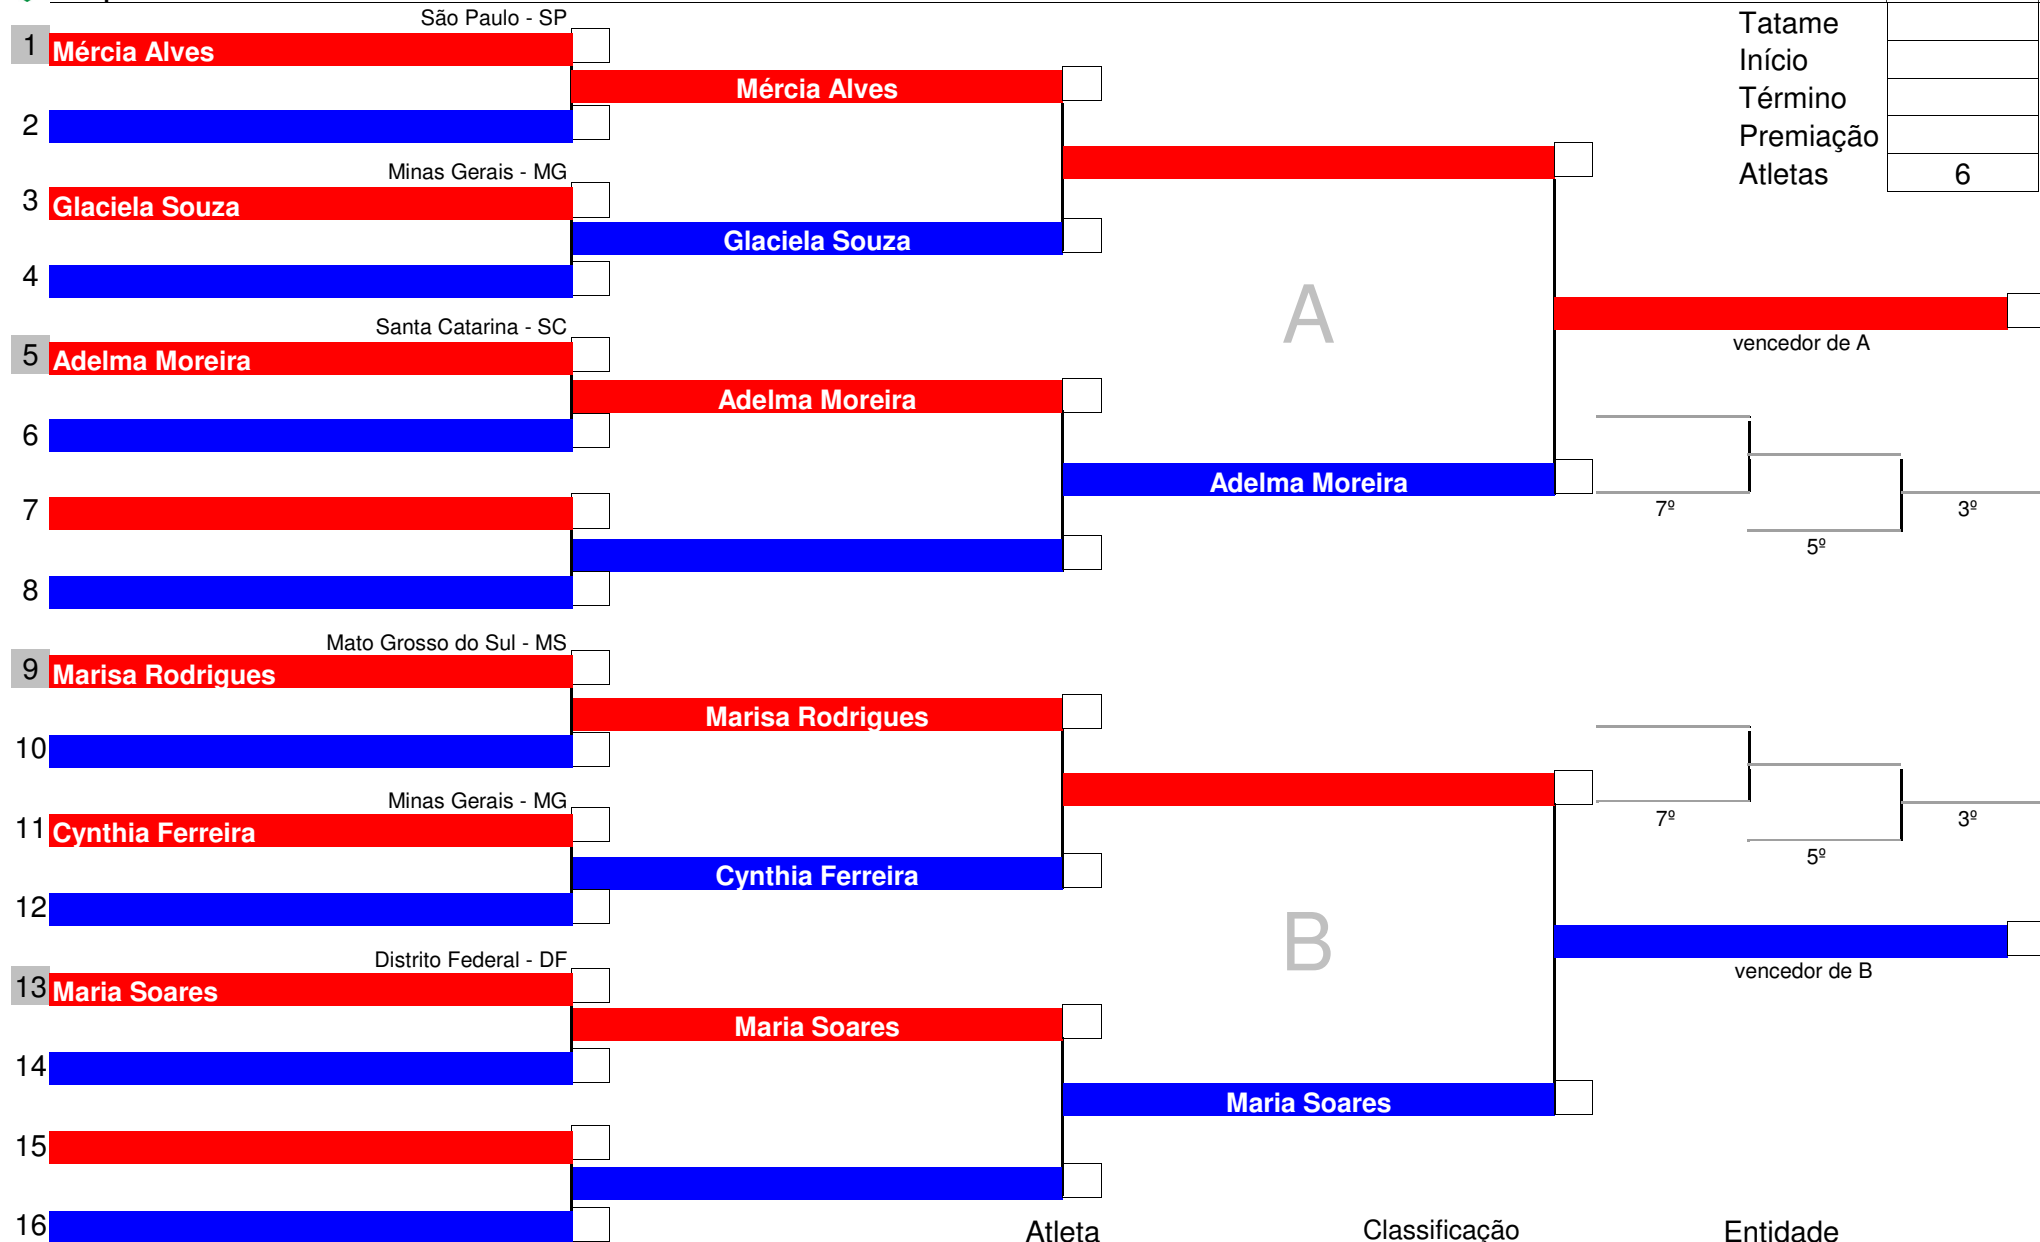 São Paulo - SP
Tatame
1 Mércia Alves
Início
Mércia Alves
Término
2
Premiação
Minas Gerais - MG
Atletas 6
3 Glaciela Souza
Glaciela Souza
4
A
Santa Catarina - SC
vencedor de A
5 Adelma Moreira
Adelma Moreira
6
Adelma Moreira
7
7º 3º
5º
8
Mato Grosso do Sul - MS
9 Marisa Rodrigues
Marisa Rodrigues
10
Minas Gerais - MG
7º 3º
11 Cynthia Ferreira
5º
Cynthia Ferreira
12
B
Distrito Federal - DF
vencedor de B
13 Maria Soares
Maria Soares
14
Maria Soares
15
16
Atleta Classificação Entidade